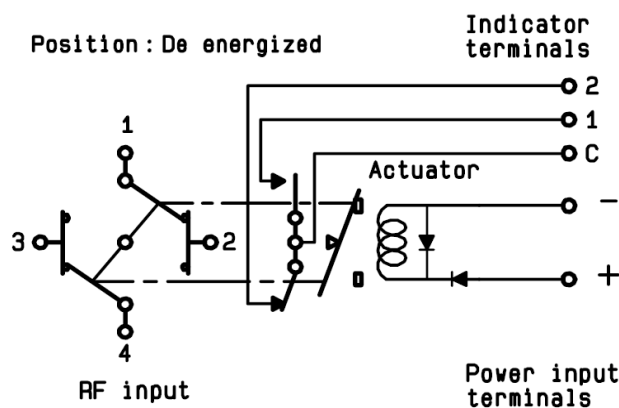 Position : De energized
Indicator
terminals
2
1
C
Actuator
-
+
1
3
2
4
RF input
Power input
terminals